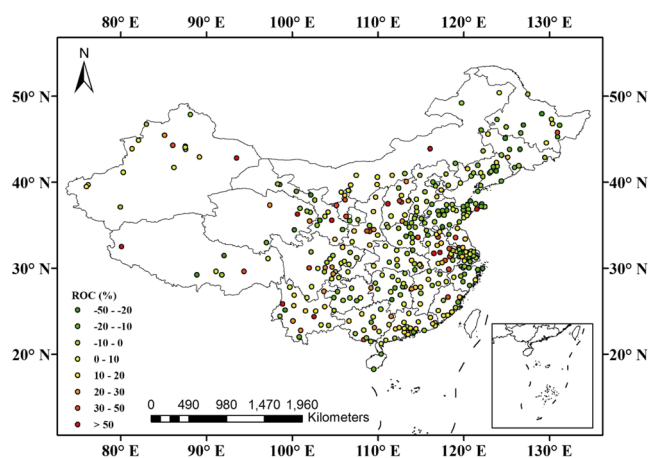 80° E 90° E 100° E 110° E 120° E 130° E
N
50° N 50° N
40° N 40° N
30° N 30° N
20° N 20° N
ROC (%)
-50 - -20
-20 - -10
-10 - 0
0 - 10
10 - 20
20 - 30
30 - 50
> 50
0 490 980 1,470 1,960
Kilometers
80° E 90° E 100° E 110° E 120° E 130° E